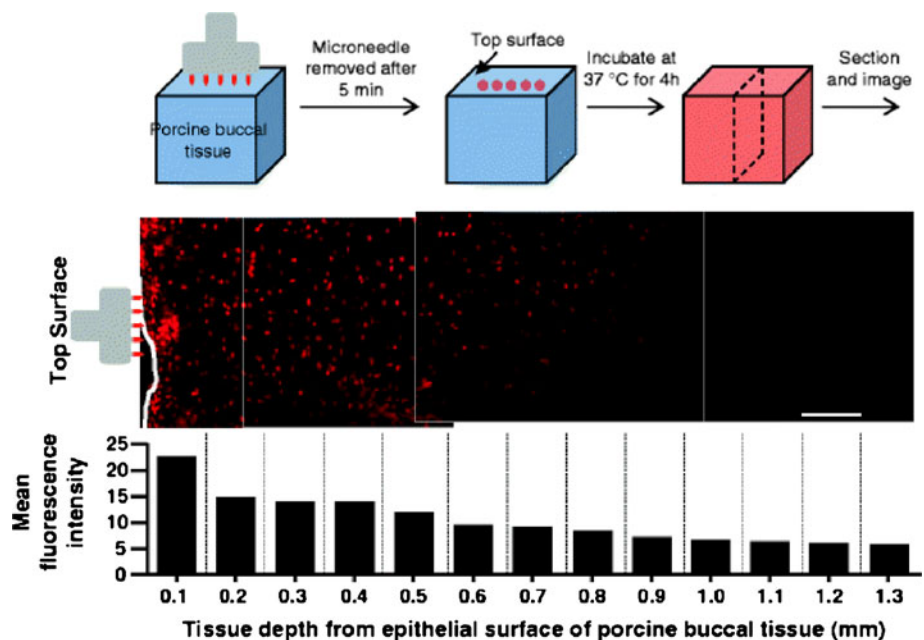 Microneedle
removed after
5 min
Top surface
Incubate at
37 °C for 4h
Section
and image
Porcine buccal
tissue
Top Surface
Mean
fluorescence
intensity
25
20
15
10
5
0
0.1 0.2 0.3 0.4 0.5 0.6 0.7 0.8 0.9 1.0 1.1 1.2 1.3
Tissue depth from epithelial surface of porcine buccal tissue (mm)